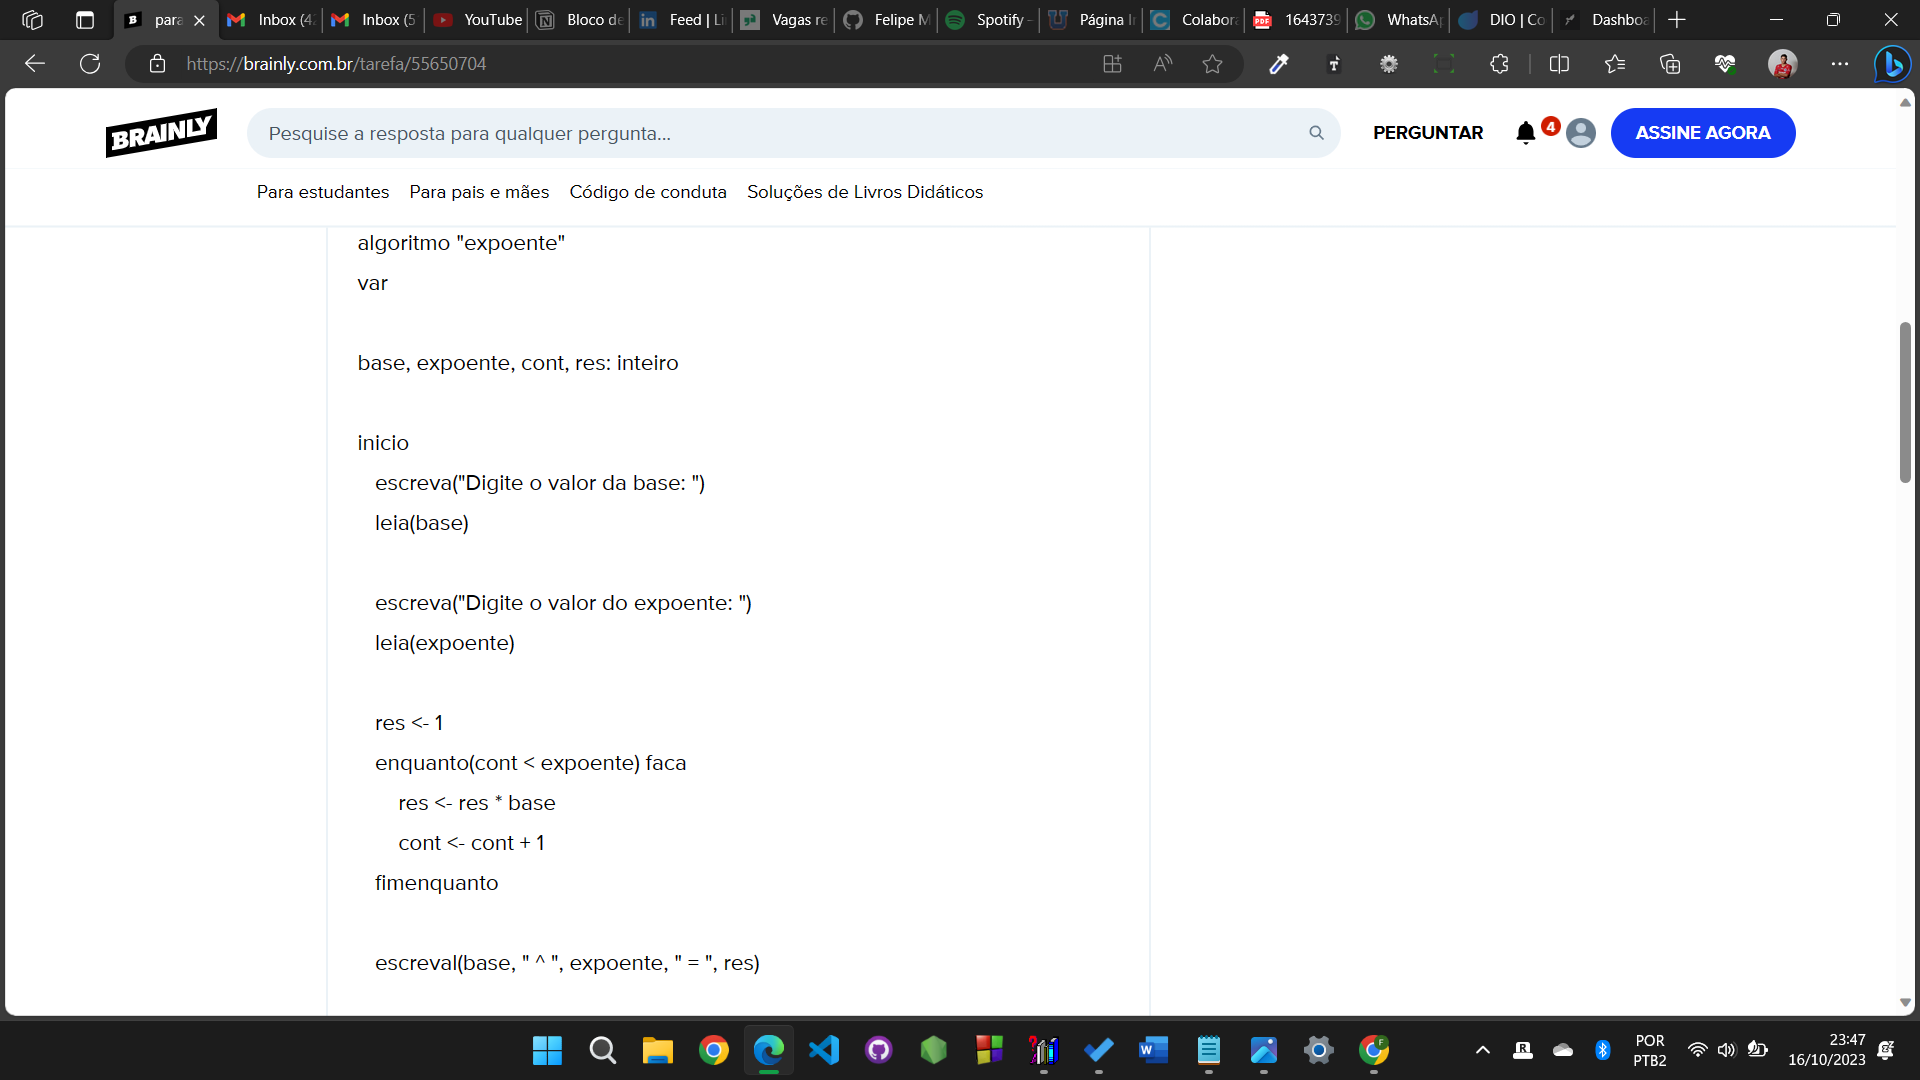 para
Inbox (42
Inbox (5
YouTube
Bloco de
Feed | Li
Vagas re
Felipe M
Spotify -
Página I
Colabora
1643739
WhatsAp
DIO | Co
Dashboa
https://brainly.com.br/tarefa/55650704
BRAINLY
Pesquise a resposta para qualquer pergunta...
PERGUNTAR
4
ASSINE AGORA
Para estudantes
Para pais e mães
Código de conduta
Soluções de Livros Didáticos
algoritmo "expoente"
var
base, expoente, cont, res: inteiro
inicio
escreva("Digite o valor da base: ")
leia(base)
escreva("Digite o valor do expoente: ")
leia(expoente)
res <- 1
enquanto(cont < expoente) faca
res <- res * base
cont <- cont + 1
fimenquanto
escreval(base, " ^ ", expoente, " = ", res)
POR
PTB2
23:47
16/10/2023